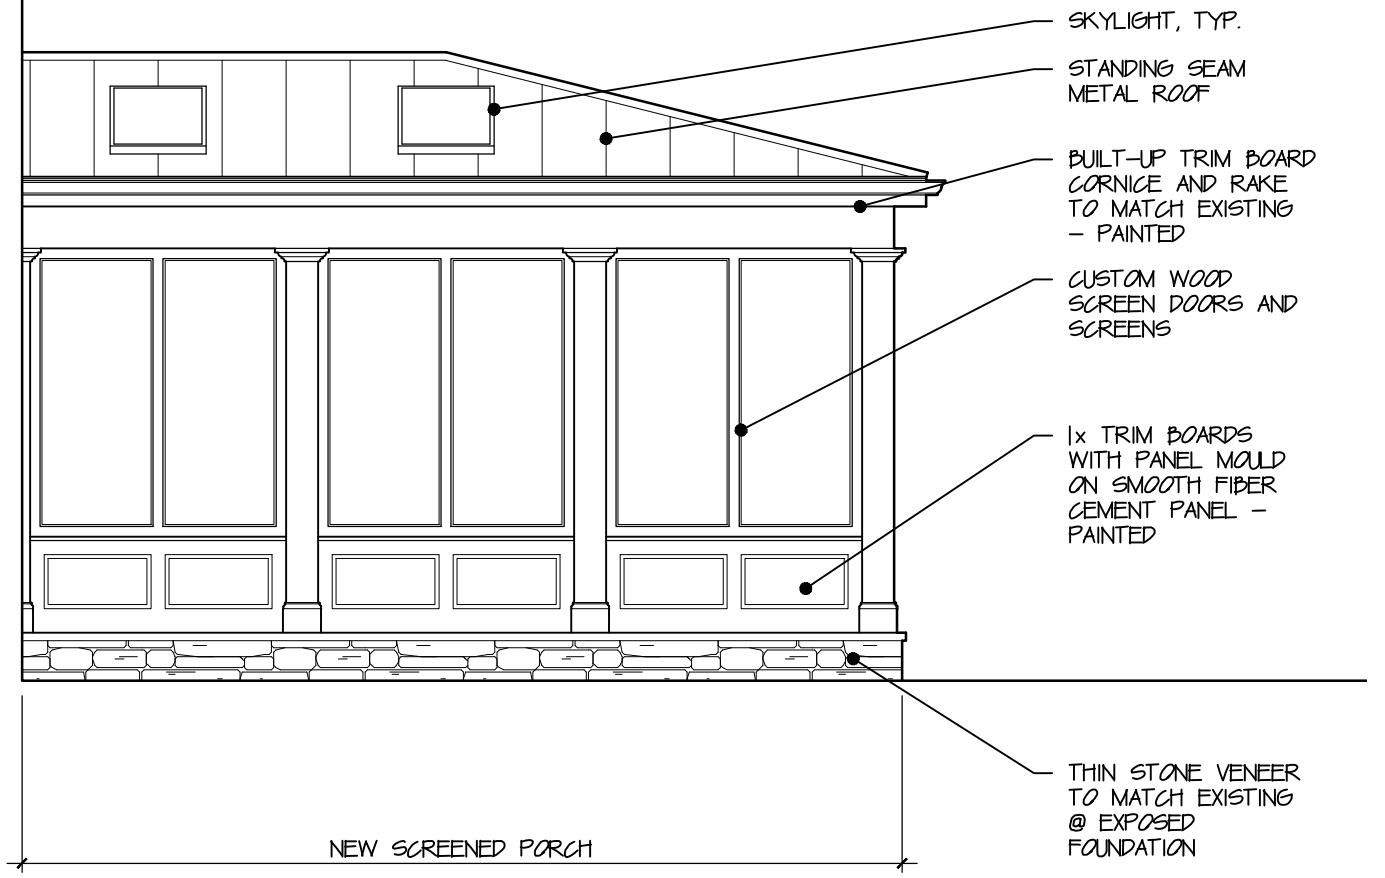 SKYLIGHT, TYP.
STANDING SEAM
METAL ROOF
BUILT-UP TRIM BOARD
CORNICE AND RAKE
TO MATCH EXISTING
- PAINTED
CUSTOM WOOD
SCREEN DOORS AND
SCREENS
1x TRIM BOARDS
WITH PANEL MOULD
ON SMOOTH FIBER
CEMENT PANEL -
PAINTED
THIN STONE VENEER
TO MATCH EXISTING
@ EXPOSED
FOUNDATION
NEW SCREENED PORCH